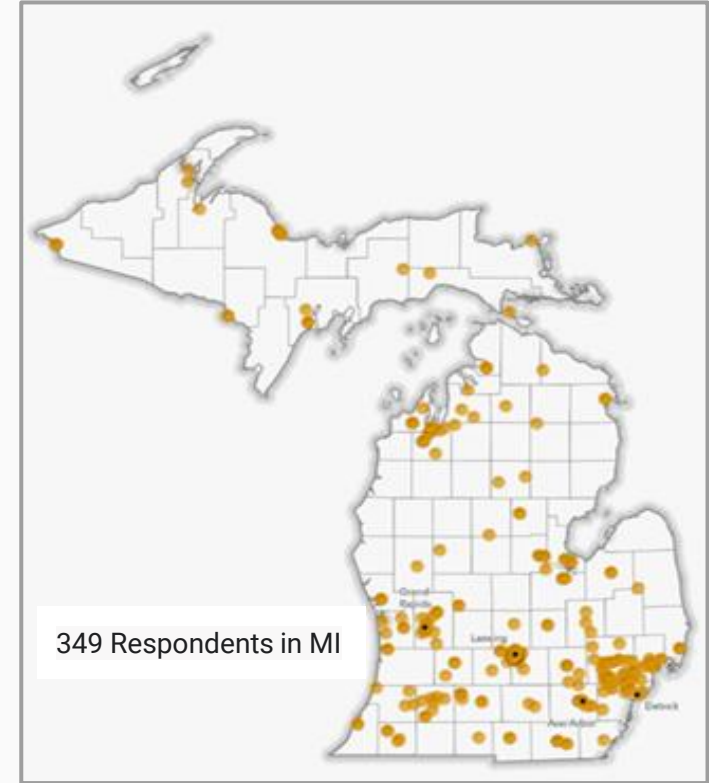 Grand
Rapids
Lansing
349 Respondents in MI
Detroit
Ann Arbor